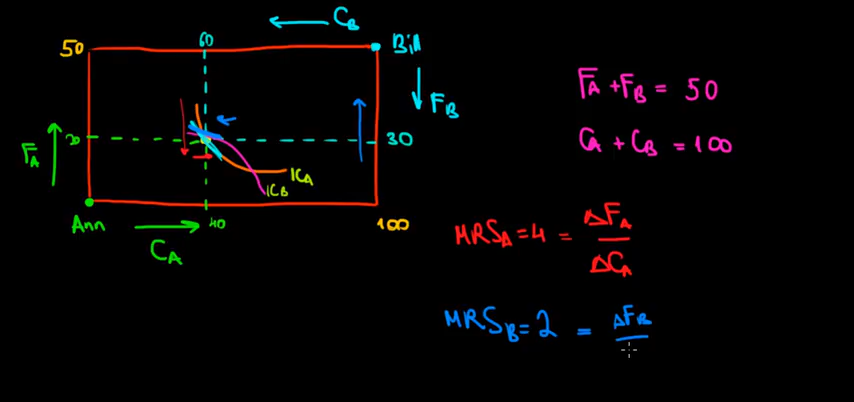 C_B
50
60
Bill
F_B
F_A
20
30
IC_A
IC_B
Ann
40
100
C_A
F_A + F_B = 50
C_A + C_B = 100
MRS_A = 4 = ΔF_A / ΔC_A
MRS_B = 2 = ΔF_B